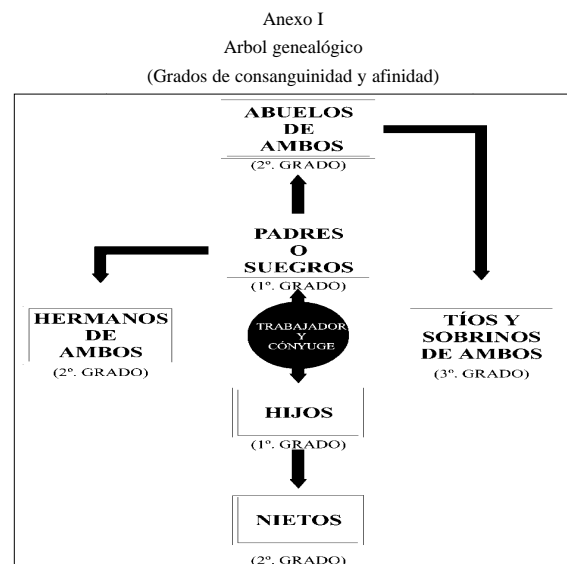 Anexo I
Arbol genealógico
(Grados de consanguinidad y afinidad)
ABUELOS
DE
AMBOS
(2º. GRADO)
PADRES
O
SUEGROS
(1º. GRADO)
HERMANOS
DE
AMBOS
(2º. GRADO)
TRABAJADOR
Y
CÓNYUGE
TÍOS Y
SOBRINOS
DE AMBOS
(3º. GRADO)
HIJOS
(1º. GRADO)
NIETOS
(2º. GRADO)